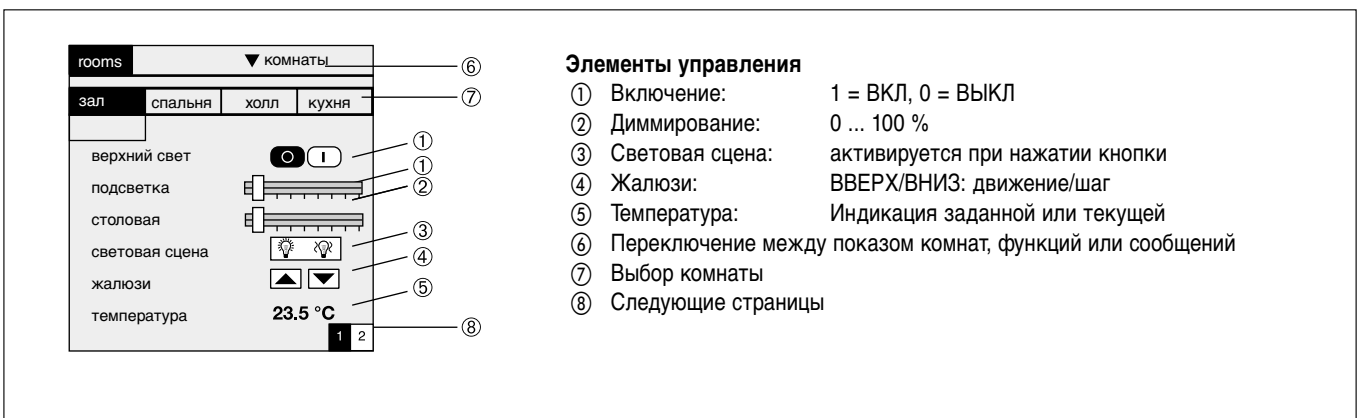 rooms ▼ комнаты ⑥
зал спальня холл кухня ⑦
верхний свет O I ①
подсветка ①
②
столовая
световая сцена ③
жалюзи ④
температура 23.5 °C ⑤
1 2 ⑧
Элементы управления
① Включение: 1 = ВКЛ, 0 = ВЫКЛ
② Диммирование: 0 ... 100 %
③ Световая сцена: активируется при нажатии кнопки
④ Жалюзи: ВВЕРХ/ВНИЗ: движение/шаг
⑤ Температура: Индикация заданной или текущей
⑥ Переключение между показом комнат, функций или сообщений
⑦ Выбор комнаты
⑧ Следующие страницы